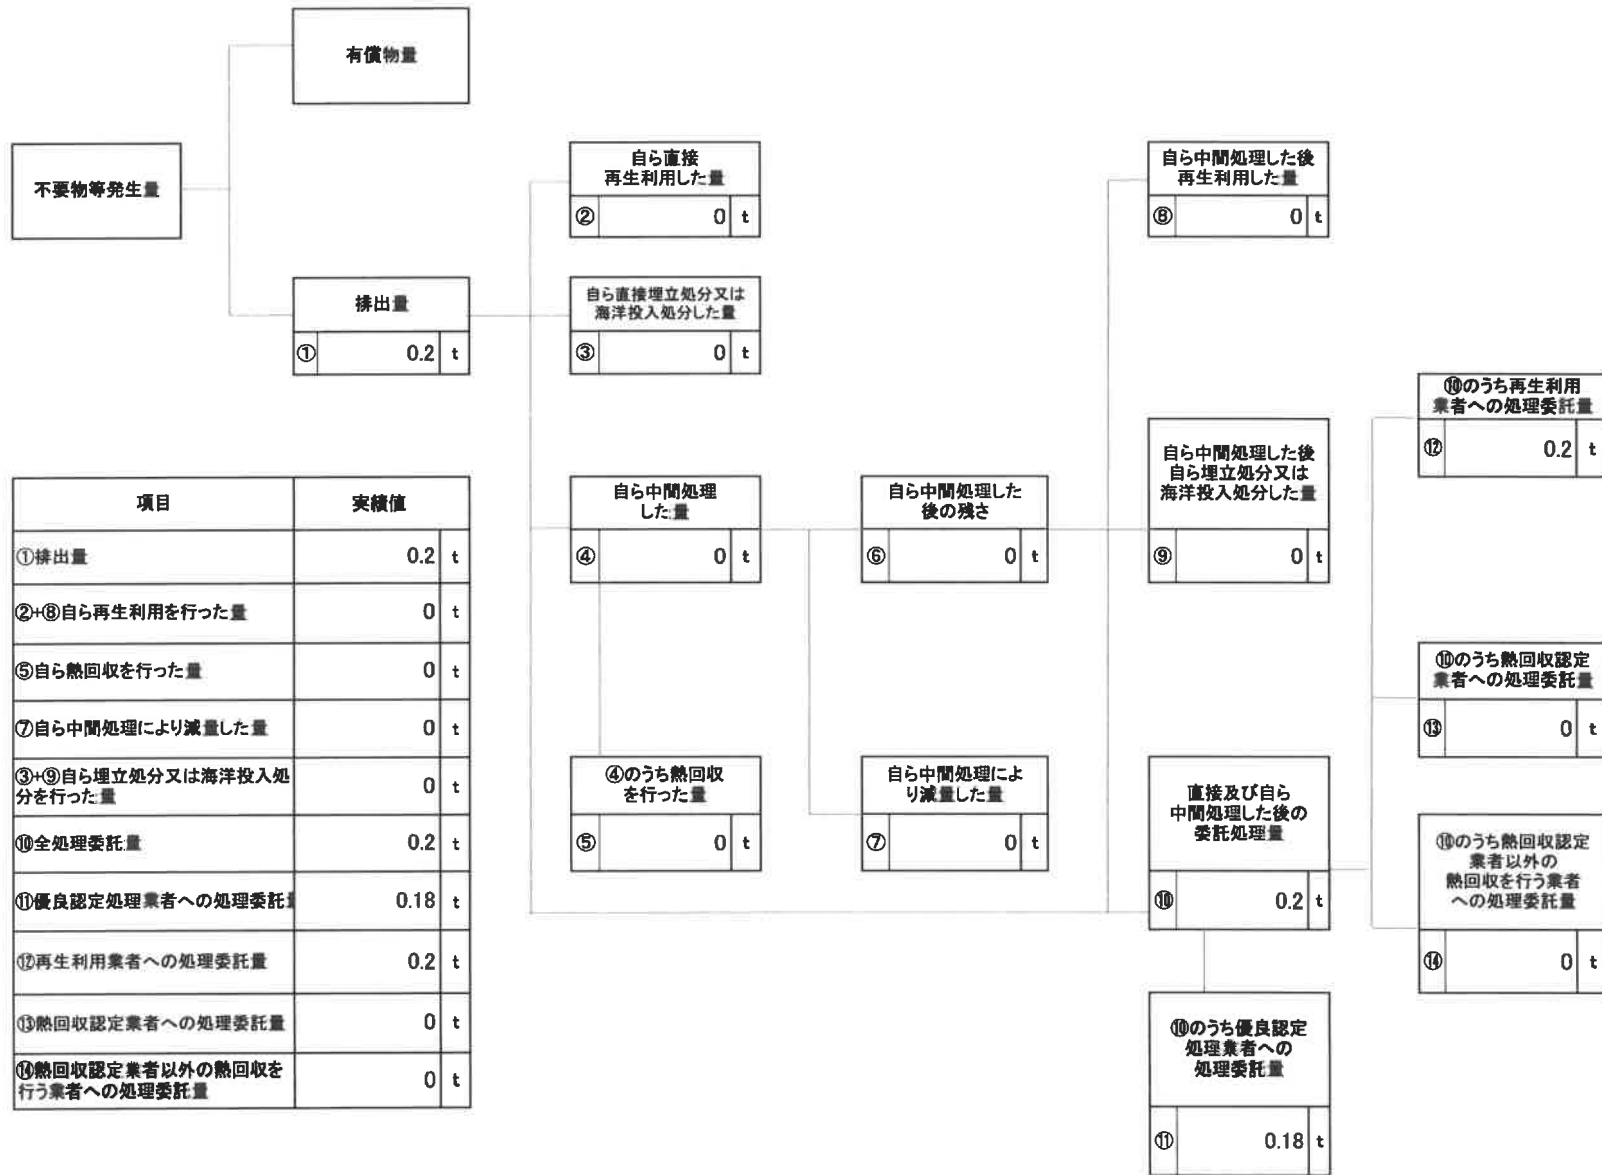 有償物量
不要物等発生量
排出量
① 0.2 t
自ら直接
再生利用した量
② 0 t
自ら直接埋立処分又は
海洋投入処分した量
③ 0 t
自ら中間処理
した量
④ 0 t
④のうち熱回収
を行った量
⑤ 0 t
自ら中間処理した
後の残さ
⑥ 0 t
自ら中間処理によ
り減量した量
⑦ 0 t
自ら中間処理した後
再生利用した量
⑧ 0 t
自ら中間処理した後
自ら埋立処分又は
海洋投入処分した量
⑨ 0 t
直接及び自ら
中間処理した後の
委託処理量
⑩ 0.2 t
⑩のうち優良認定
処理業者への
処理委託量
⑪ 0.18 t
⑩のうち再生利用
業者への処理委託量
⑫ 0.2 t
⑩のうち熱回収認定
業者への処理委託量
⑬ 0 t
⑩のうち熱回収認定
業者以外の
熱回収を行う業者
への処理委託量
⑭ 0 t
項目 実績値
①排出量 0.2 t
②+⑧自ら再生利用を行った量 0 t
⑤自ら熱回収を行った量 0 t
⑦自ら中間処理により減量した量 0 t
③+⑨自ら埋立処分又は海洋投入処
分を行った量 0 t
⑩全処理委託量 0.2 t
⑪優良認定処理業者への処理委託 0.18 t
⑫再生利用業者への処理委託量 0.2 t
⑬熱回収認定業者への処理委託量 0 t
⑭熱回収認定業者以外の熱回収を
行う業者への処理委託量 0 t